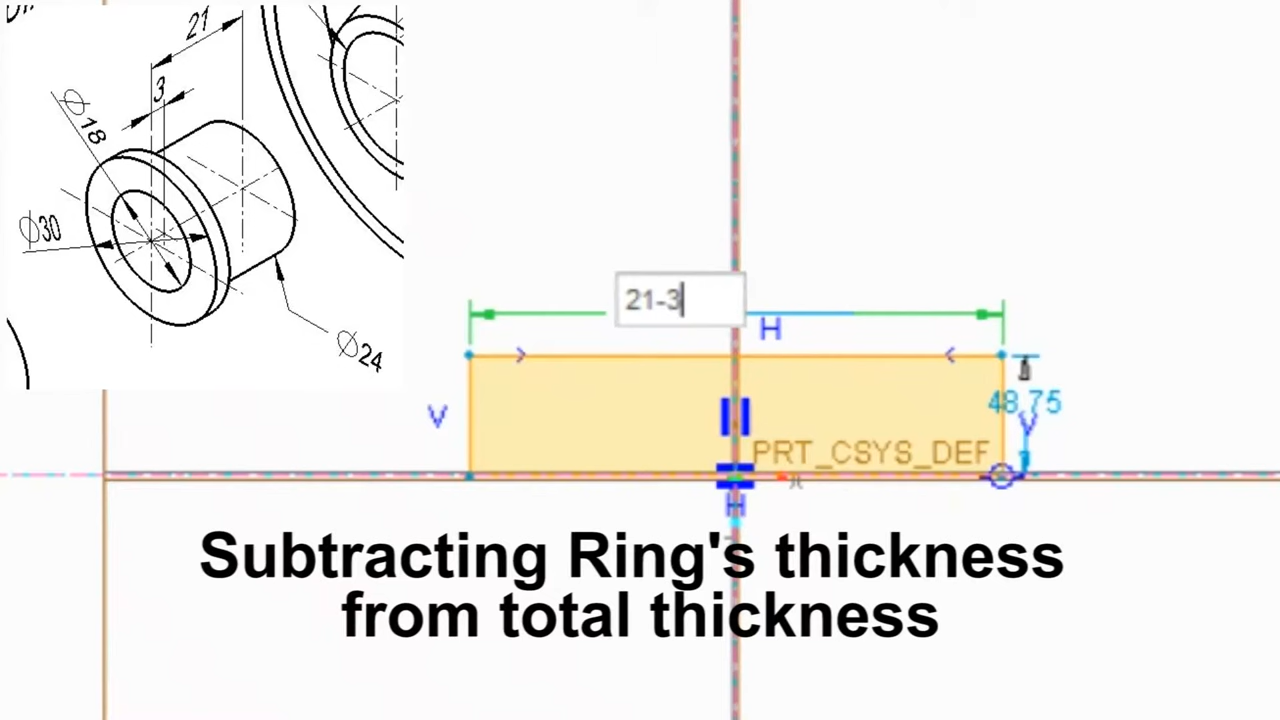 21
3
Ø18
Ø30
Ø24
21-3
H
48,75
V
V
PRT_CSYS_DEF
H
Subtracting Ring's thickness
from total thickness